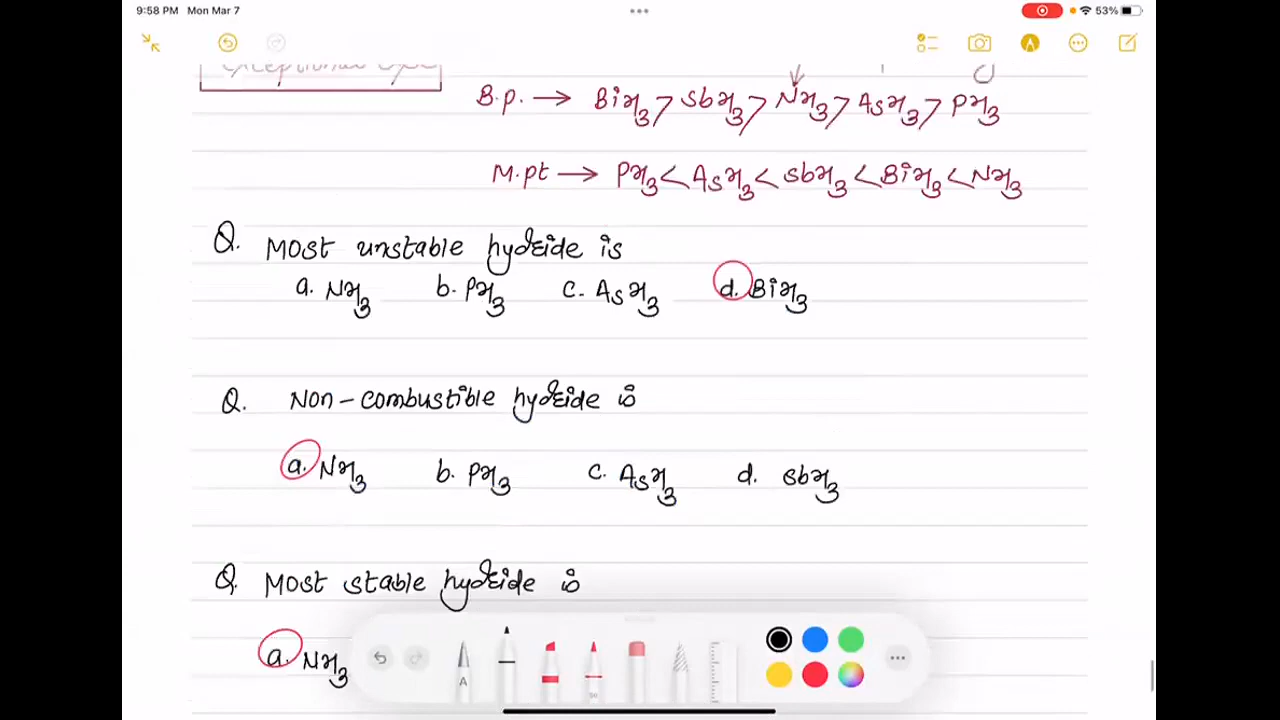 9:58 PM Mon Mar 7
53%
Exceptional
B.p. → BiH3 > SbH3 > NH3 > AsH3 > PH3
M.pt → PH3 < AsH3 < SbH3 < BiH3 < NH3
Q. Most unstable hydride is
a. NH3 b. PH3 c. AsH3 d. BiH3
Q. Non-combustible hydride is
a. NH3 b. PH3 c. AsH3 d. SbH3
Q. Most stable hydride is
a. NH3
A
50